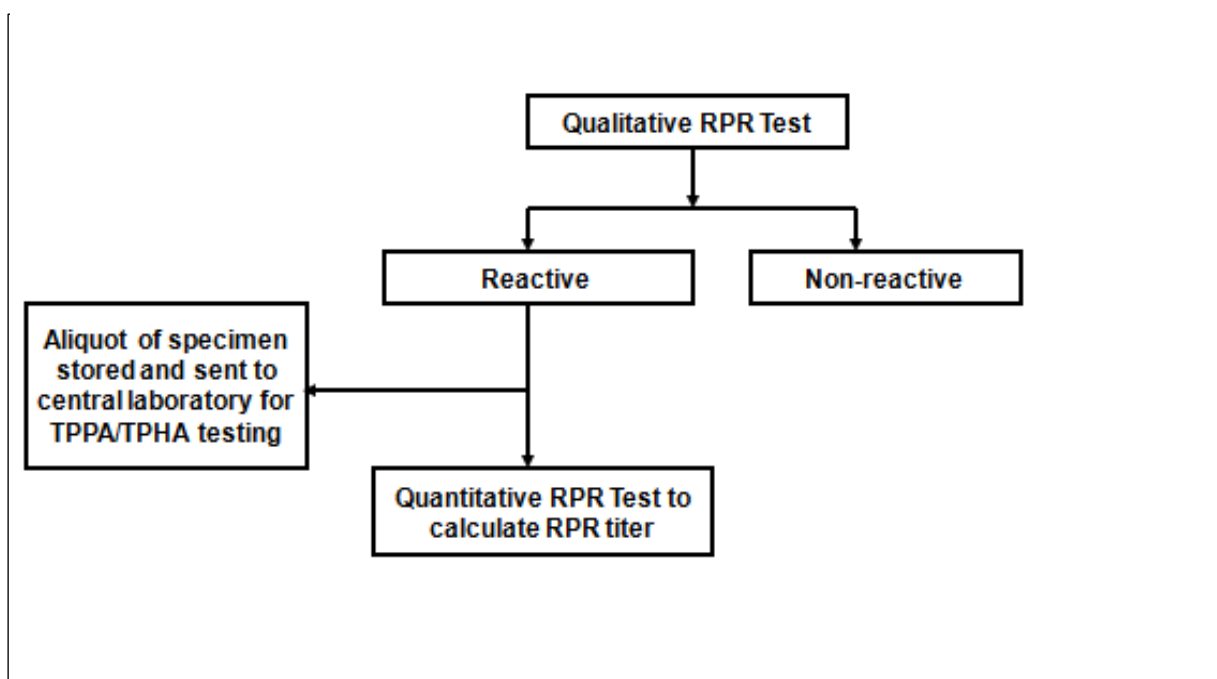 Qualitative RPR Test
Reactive
Non-reactive
Aliquot of specimen
stored and sent to
central laboratory for
TPPA/TPHA testing
Quantitative RPR Test to
calculate RPR titer